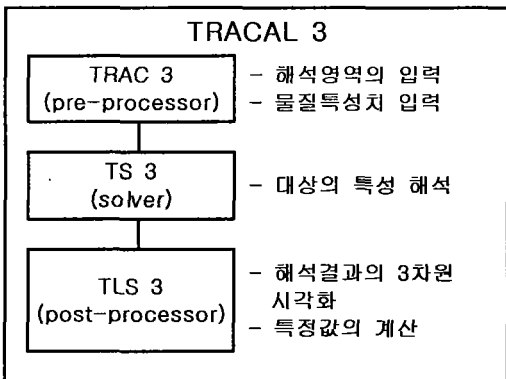 TRACAL 3
TRAC 3
(pre-processor)
- 해석영역의 입력
- 물질특성치 입력
TS 3
(solver)
- 대상의 특성 해석
TLS 3
(post-processor)
- 해석결과의 3차원
시각화
- 특정값의 계산